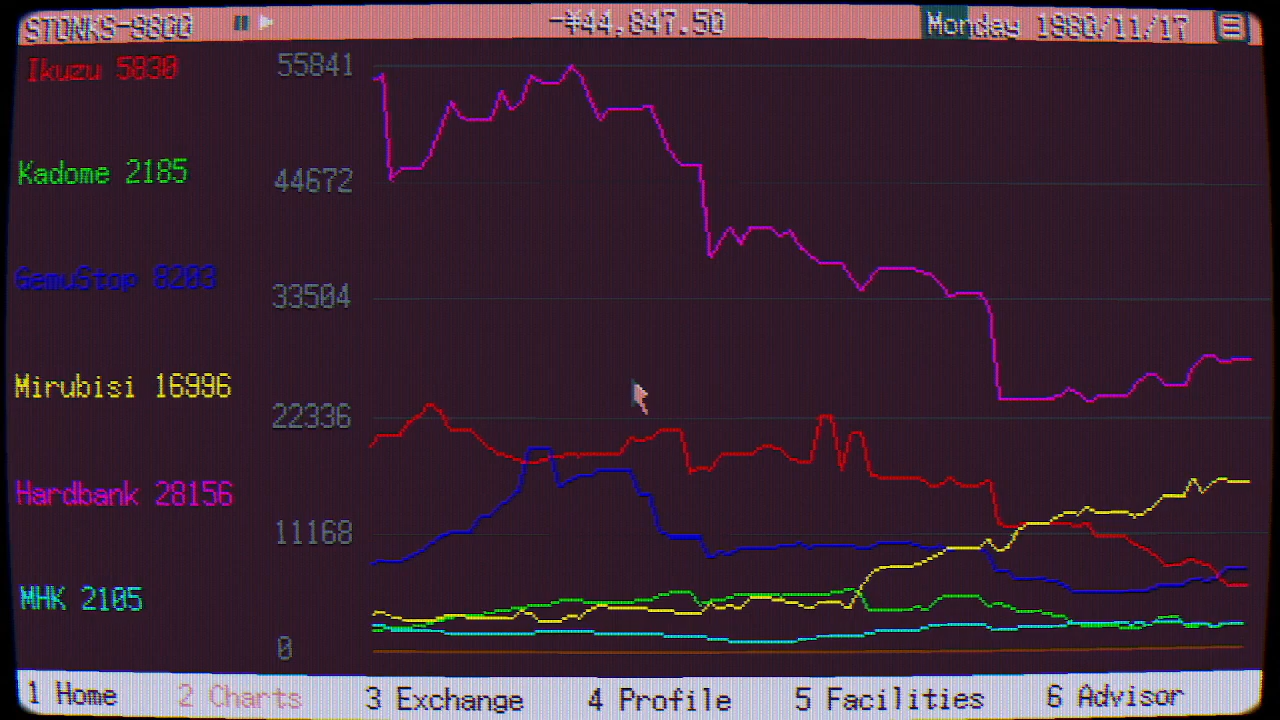 STONKS-9800 -¥44,847.50 Monday 1980/11/17
Ikuzu 5830
55841
Kadome 2185
44672
GemuStop 8203
33504
Mirubisi 16996
22336
Hardbank 28156
11168
MHK 2105
0
1 Home 2 Charts 3 Exchange 4 Profile 5 Facilities 6 Advisor